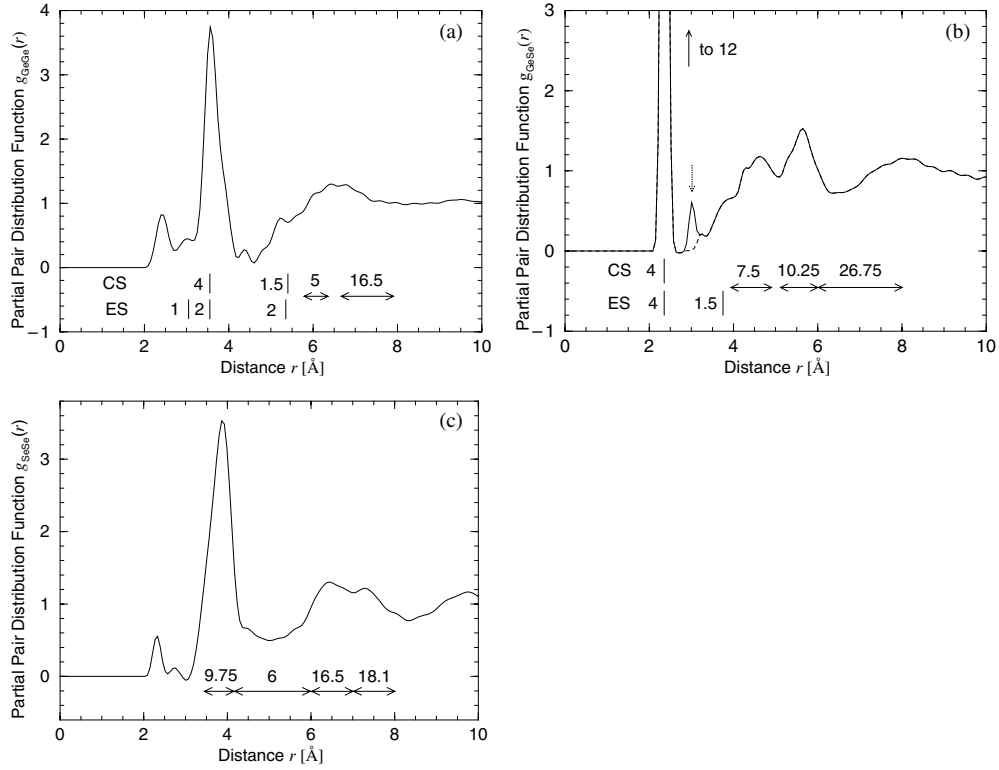 (a)
Partial Pair Distribution Function g_GeGe(r)
4
3
2
1
0
−1
CS 4 1.5 5 16.5
ES 1 2 2
0 2 4 6 8 10
Distance r [Å]
(b)
Partial Pair Distribution Function g_GeSe(r)
3
2
1
0
−1
to 12
7.5 10.25 26.75
CS 4
ES 4 1.5
0 2 4 6 8 10
Distance r [Å]
(c)
Partial Pair Distribution Function g_SeSe(r)
3
2
1
0
9.75 6 16.5 18.1
0 2 4 6 8 10
Distance r [Å]